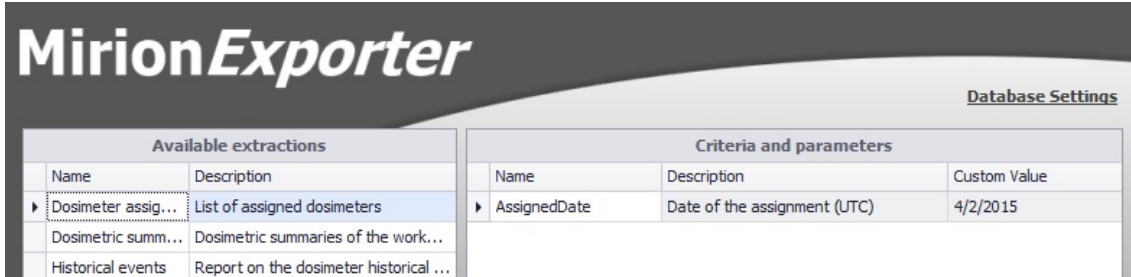 MirionExporter
Database Settings
Available extractions
Name Description
Dosimeter assig... List of assigned dosimeters
Dosimetric summ... Dosimetric summaries of the work...
Historical events Report on the dosimeter historical ...
Criteria and parameters
Name Description Custom Value
AssignedDate Date of the assignment (UTC) 4/2/2015